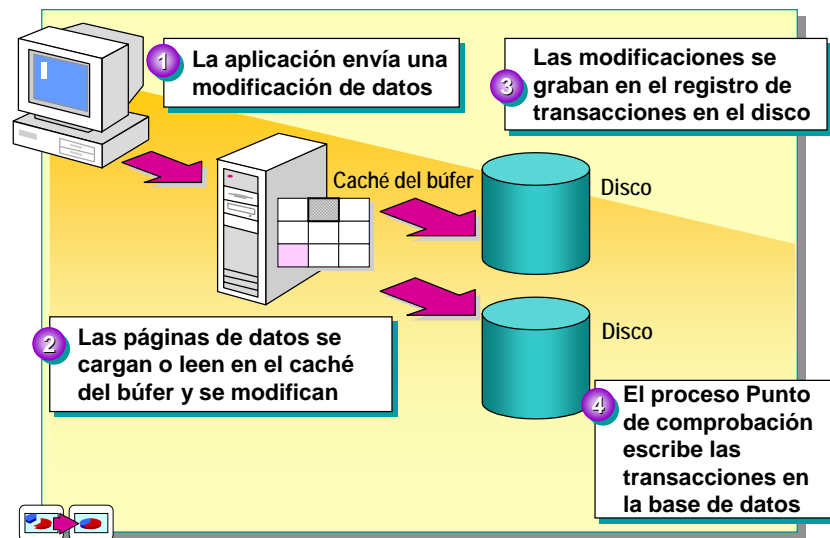 1
La aplicación envía una
modificación de datos
Las modificaciones se
3
graban en el registro de
transacciones en el disco
Caché del búfer
Disco
2
Las páginas de datos se
cargan o leen en el caché
del búfer y se modifican
Disco
4
El proceso Punto
de comprobación
escribe las
transacciones en
la base de datos